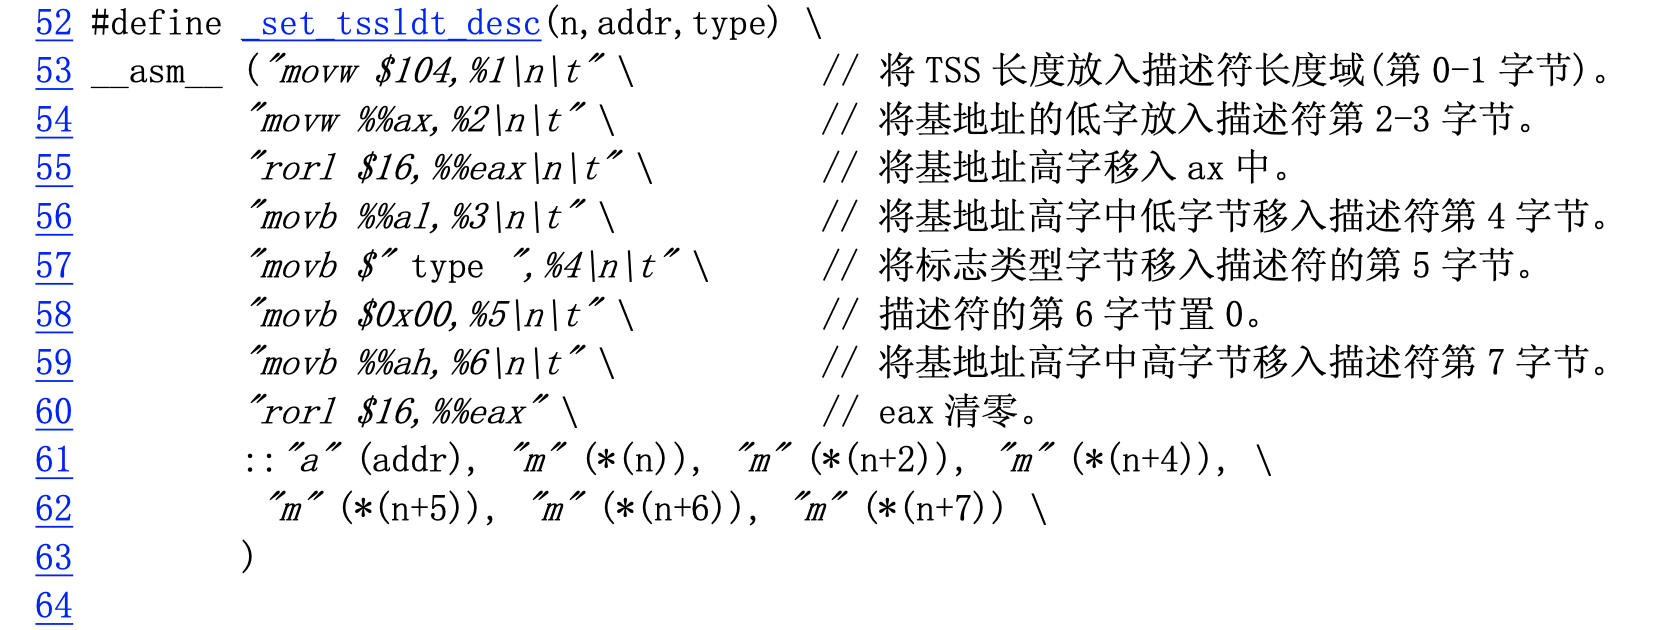 52 #define _set_tssldt_desc(n,addr,type) \
53 __asm__ ("movw $104,%1\n\t" \ // 将 TSS 长度放入描述符长度域(第 0-1 字节)。
54 "movw %%ax,%2\n\t" \ // 将基地址的低字放入描述符第 2-3 字节。
55 "rorl $16,%%eax\n\t" \ // 将基地址高字移入 ax 中。
56 "movb %%al,%3\n\t" \ // 将基地址高字中低字节移入描述符第 4 字节。
57 "movb $" type ",%4\n\t" \ // 将标志类型字节移入描述符的第 5 字节。
58 "movb $0x00,%5\n\t" \ // 描述符的第 6 字节置 0。
59 "movb %%ah,%6\n\t" \ // 将基地址高字中高字节移入描述符第 7 字节。
60 "rorl $16,%%eax" \ // eax 清零。
61 ::"a" (addr), "m" (*(n)), "m" (*(n+2)), "m" (*(n+4)), \
62 "m" (*(n+5)), "m" (*(n+6)), "m" (*(n+7)) \
63 )
64